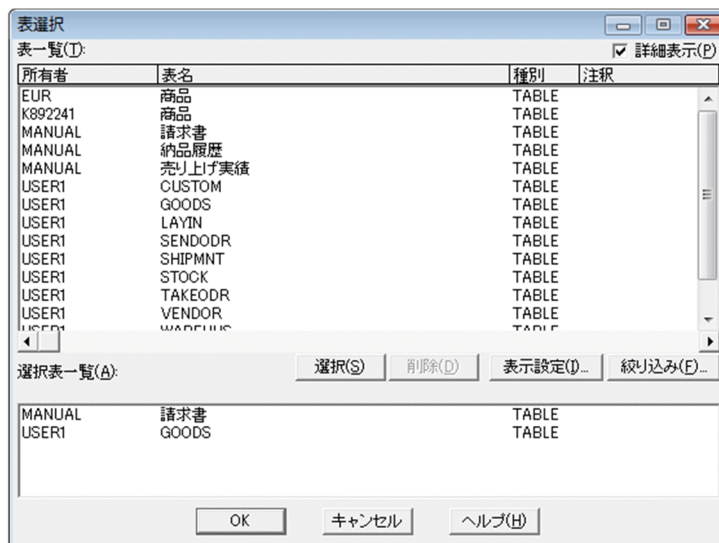 表選択
表一覧(T):
詳細表示(P)
所有者 表名 種別 注釈
EUR 商品 TABLE
K892241 商品 TABLE
MANUAL 請求書 TABLE
MANUAL 納品履歴 TABLE
MANUAL 売り上げ実績 TABLE
USER1 CUSTOM TABLE
USER1 GOODS TABLE
USER1 LAYIN TABLE
USER1 SENDODR TABLE
USER1 SHIPMNT TABLE
USER1 STOCK TABLE
USER1 TAKEODR TABLE
USER1 VENDOR TABLE
USER1 TABLE
選択表一覧(A):
選択(S) 削除(D) 表示設定(I)... 絞り込み(F)...
MANUAL 請求書 TABLE
USER1 GOODS TABLE
OK キャンセル ヘルプ(H)